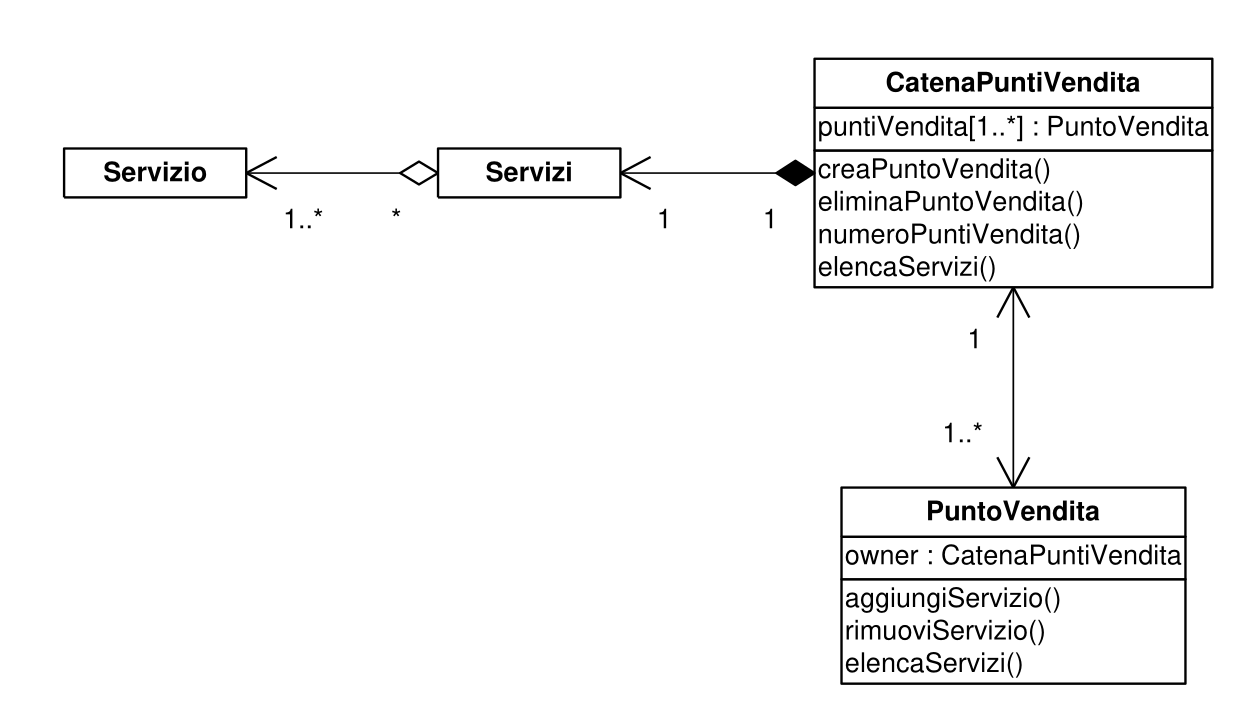 CatenaPuntiVendita
puntiVendita[1..*] : PuntoVendita
creaPuntoVendita()
eliminaPuntoVendita()
numeroPuntiVendita()
elencaServizi()
Servizio
Servizi
1..*
*
1
1
1
1..*
PuntoVendita
owner : CatenaPuntiVendita
aggiungiServizio()
rimuoviServizio()
elencaServizi()